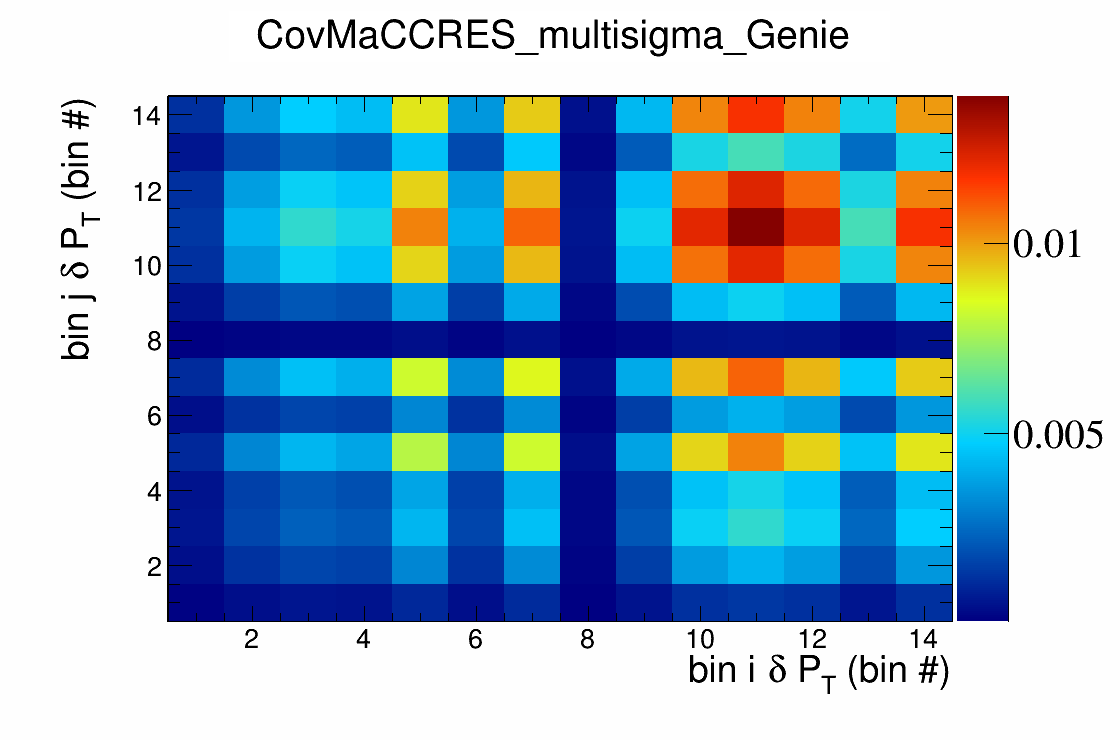 CovMaCCRES_multisigma_Genie
bin j δ P_T (bin #)
14
12
10
8
6
4
2
2 4 6 8 10 12 14
bin i δ P_T (bin #)
0.01
0.005